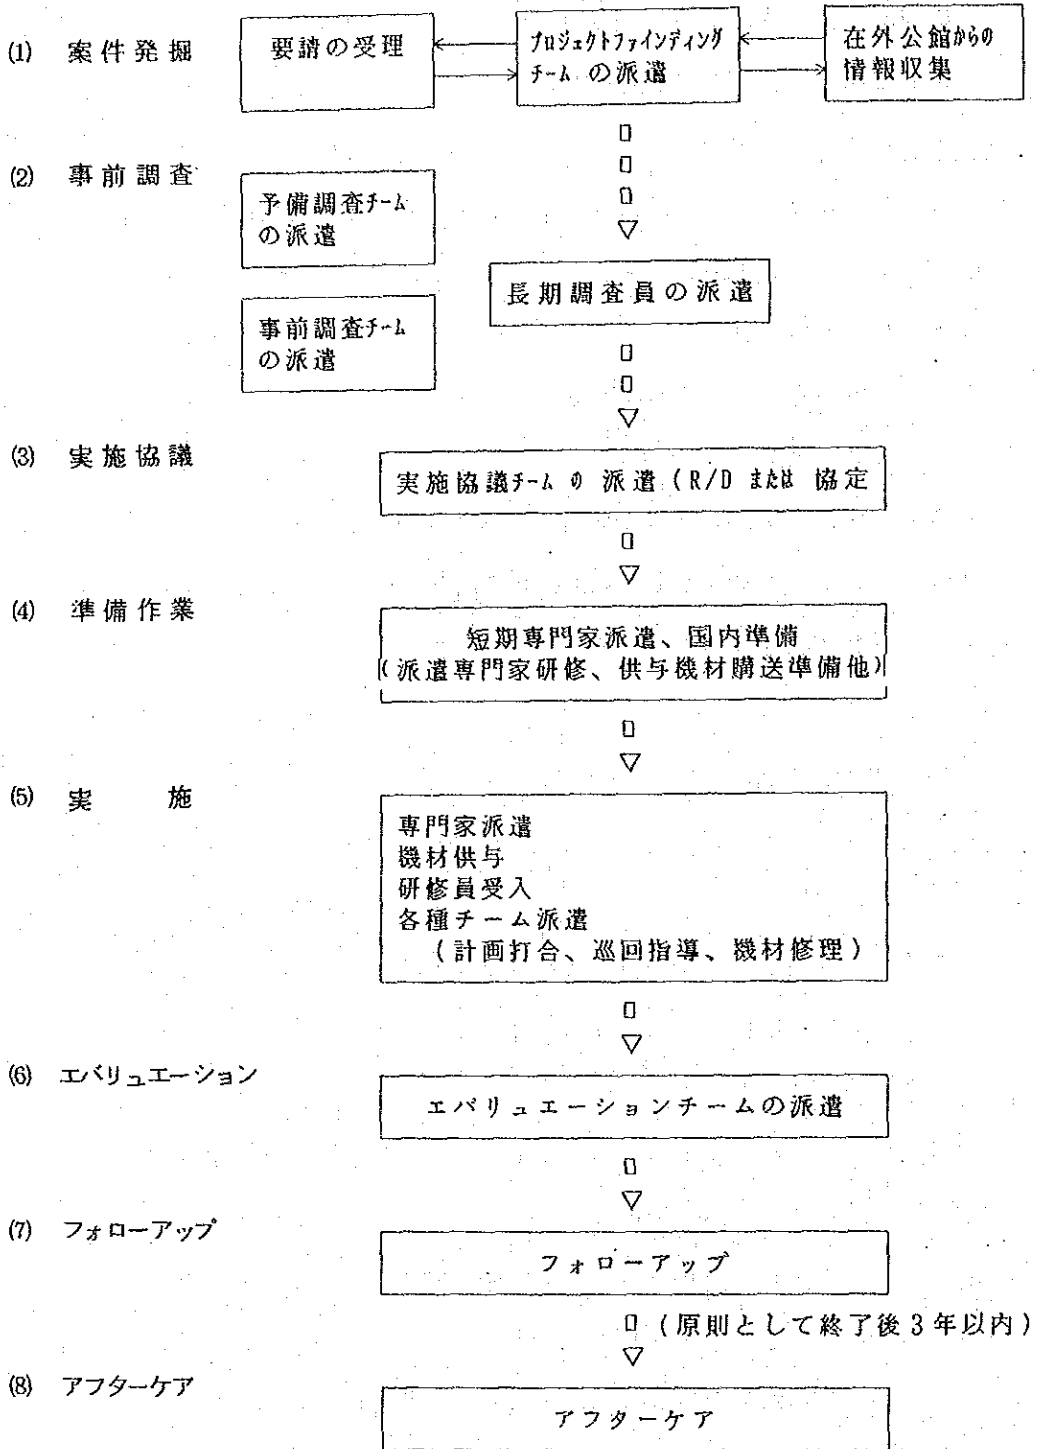 (1) 案件発掘
要請の受理
プロジェクトファインディング
チーム の派遣
在外公館からの
情報収集
(2) 事前調査
予備調査チーム
の派遣
長期調査員の派遣
事前調査チーム
の派遣
(3) 実施協議
実施協議チーム の 派遣 (R/D または 協定
(4) 準備作業
短期専門家派遣、国内準備
(派遣専門家研修、供与機材購送準備他)
(5) 実 施
専門家派遣
機材供与
研修員受入
各種チーム派遣
(計画打合、巡回指導、機材修理)
(6) エバリュエーション
エバリュエーションチームの派遣
(7) フォローアップ
フォローアップ
(原則として終了後3年以内)
(8) アフターケア
アフターケア